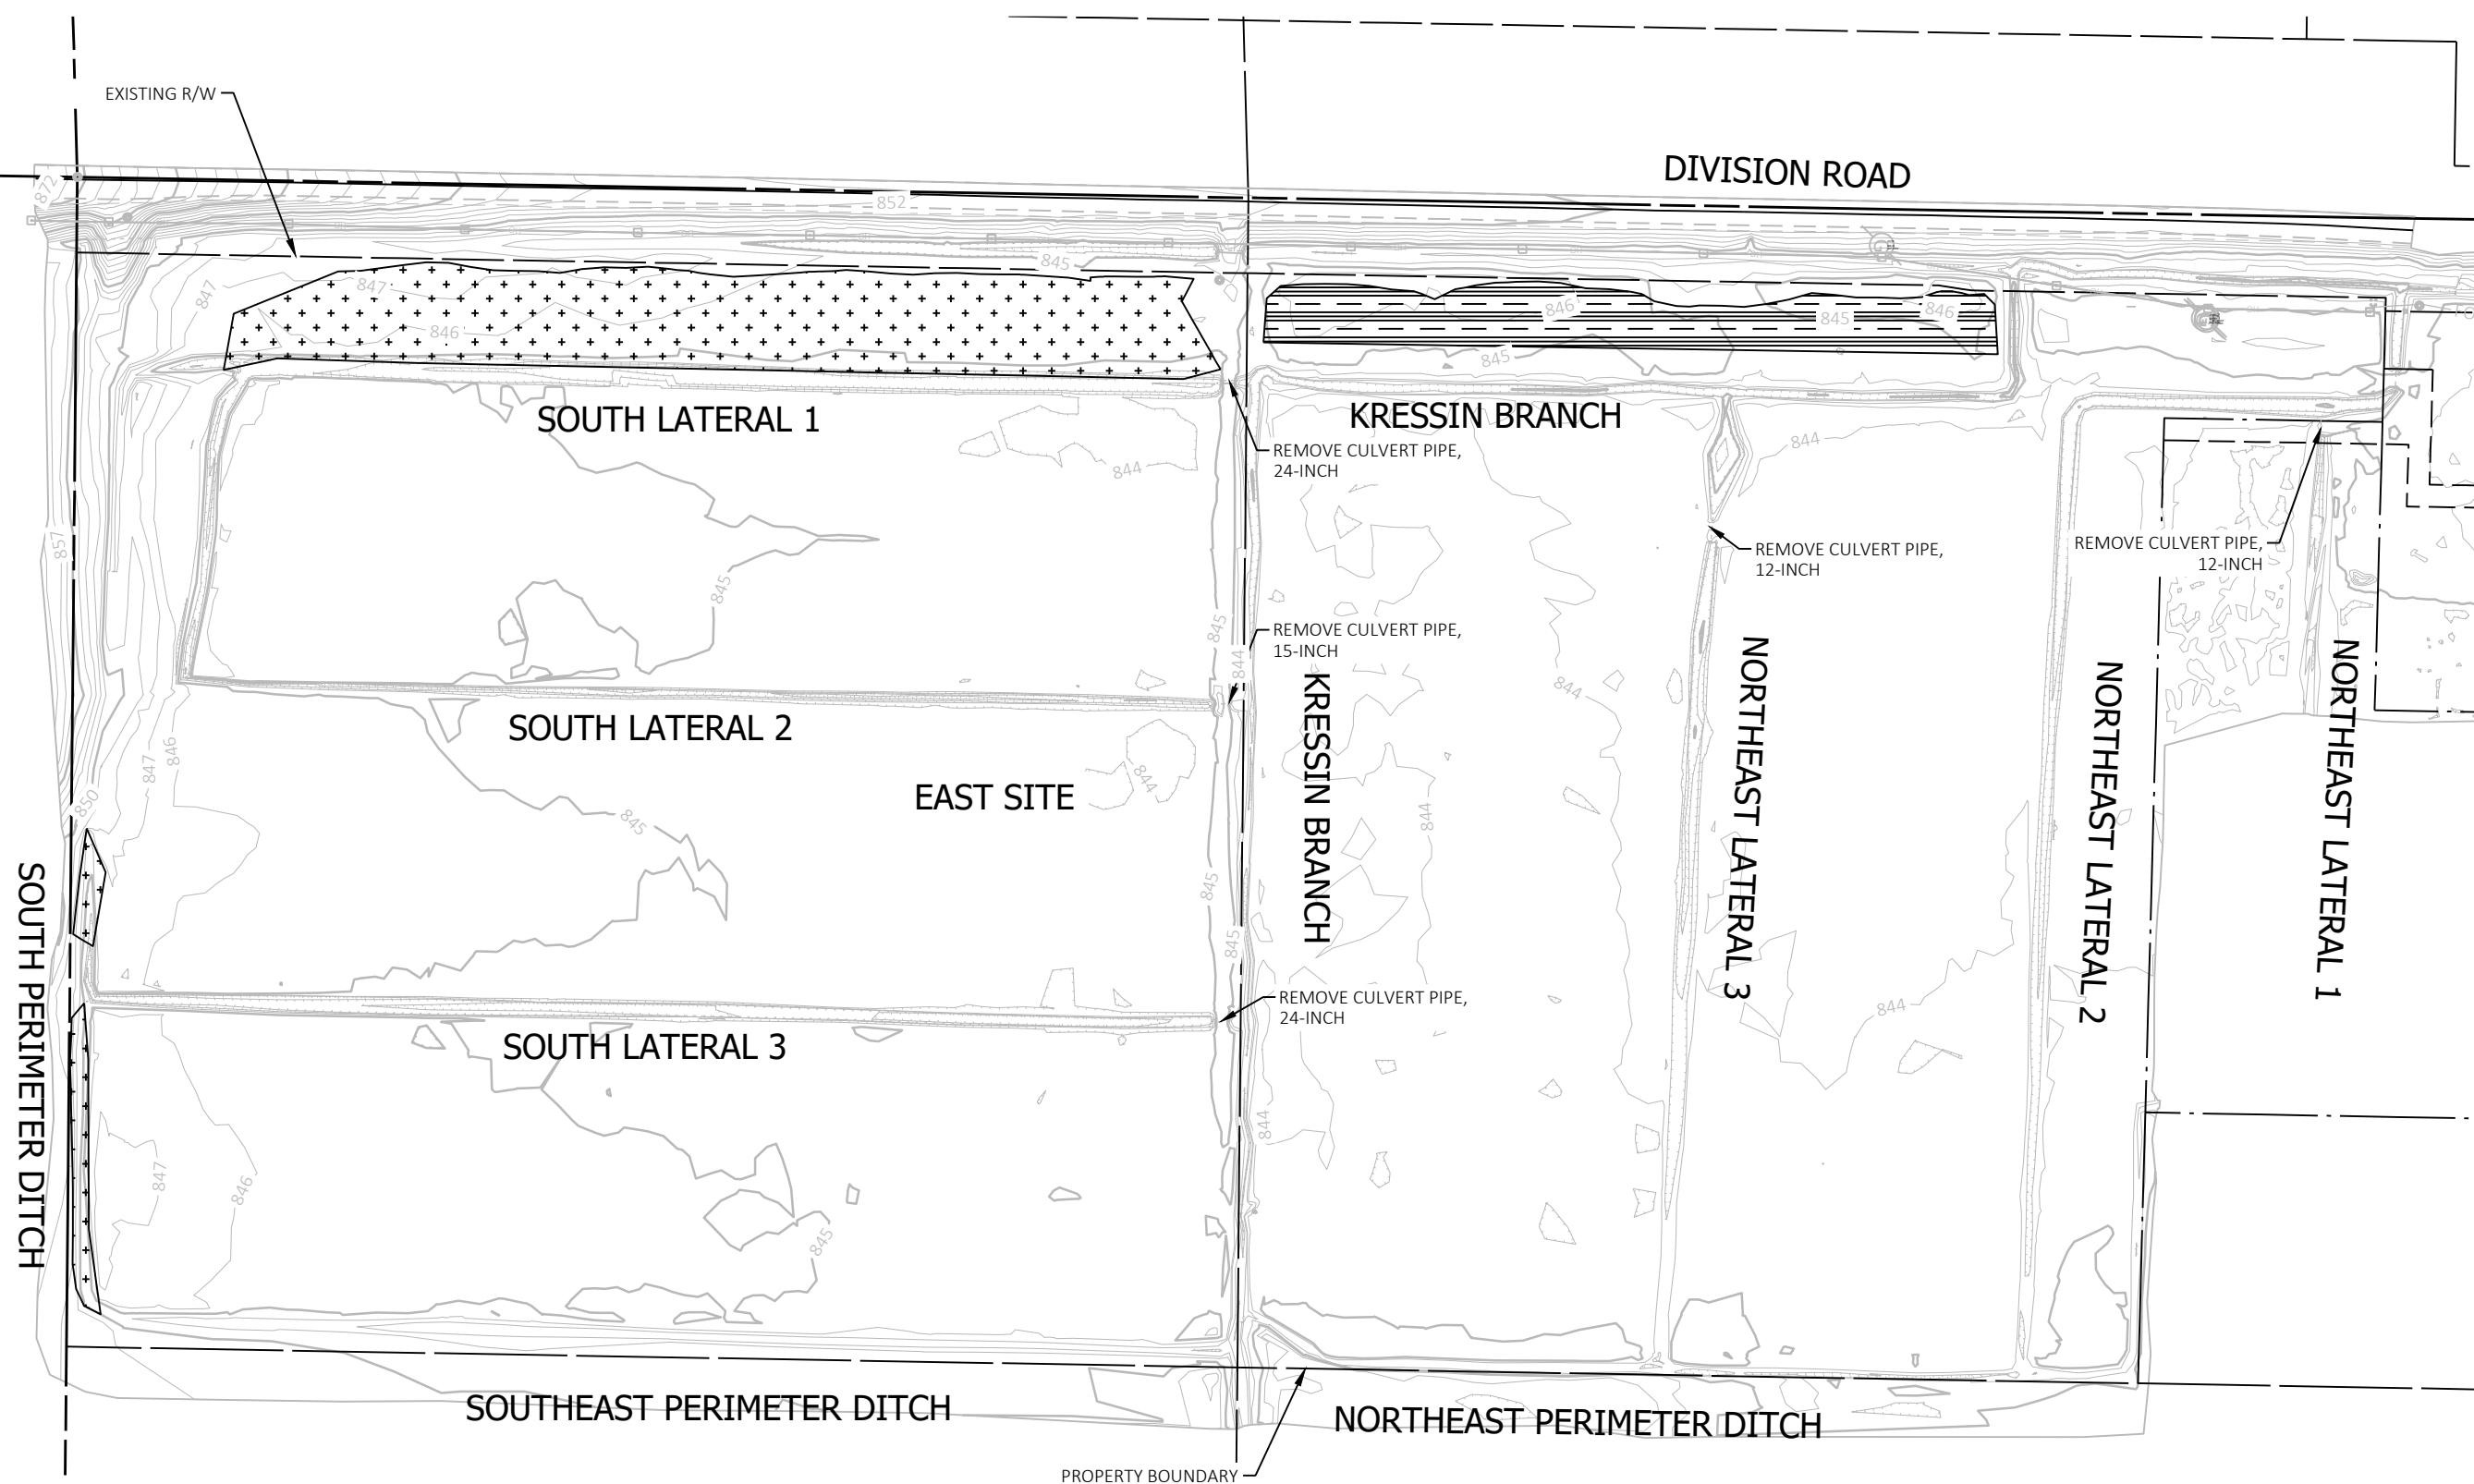 EXISTING R/W
DIVISION ROAD
872
852
845
847
847
846
846
845
846
845
SOUTH LATERAL 1
KRESSIN BRANCH
844
844
REMOVE CULVERT PIPE,
24-INCH
857
REMOVE CULVERT PIPE,
12-INCH
REMOVE CULVERT PIPE,
12-INCH
845
845
844
REMOVE CULVERT PIPE,
15-INCH
844
SOUTH LATERAL 2
847
846
EAST SITE
844
KRESSIN BRANCH
NORTHEAST LATERAL 3
NORTHEAST LATERAL 2
NORTHEAST LATERAL 1
850
845
844
845
845
SOUTH PERIMETER DITCH
REMOVE CULVERT PIPE,
24-INCH
844
SOUTH LATERAL 3
844
847
846
845
SOUTHEAST PERIMETER DITCH
NORTHEAST PERIMETER DITCH
PROPERTY BOUNDARY